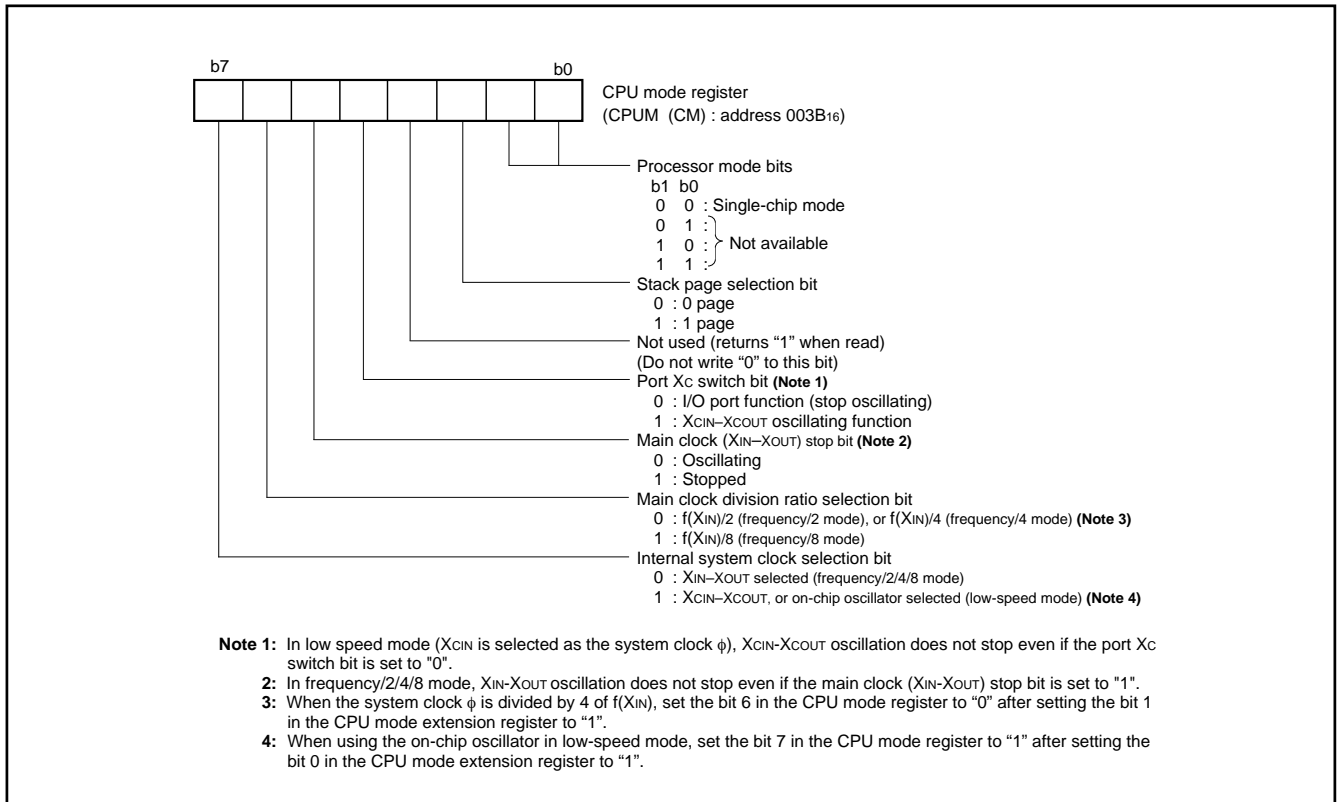 b7 b0
CPU mode register
(CPUM (CM) : address 003B16)
Processor mode bits
b1 b0
0 0 : Single-chip mode
0 1 :
1 0 : Not available
1 1 :
Stack page selection bit
0 : 0 page
1 : 1 page
Not used (returns “1” when read)
(Do not write “0” to this bit)
Port XC switch bit (Note 1)
0 : I/O port function (stop oscillating)
1 : XCIN–XCOUT oscillating function
Main clock (XIN–XOUT) stop bit (Note 2)
0 : Oscillating
1 : Stopped
Main clock division ratio selection bit
0 : f(XIN)/2 (frequency/2 mode), or f(XIN)/4 (frequency/4 mode) (Note 3)
1 : f(XIN)/8 (frequency/8 mode)
Internal system clock selection bit
0 : XIN–XOUT selected (frequency/2/4/8 mode)
1 : XCIN–XCOUT, or on-chip oscillator selected (low-speed mode) (Note 4)
Note 1: In low speed mode (XCIN is selected as the system clock ϕ), XCIN-XCOUT oscillation does not stop even if the port XC
switch bit is set to "0".
2: In frequency/2/4/8 mode, XIN-XOUT oscillation does not stop even if the main clock (XIN-XOUT) stop bit is set to "1".
3: When the system clock ϕ is divided by 4 of f(XIN), set the bit 6 in the CPU mode register to “0” after setting the bit 1
in the CPU mode extension register to “1”.
4: When using the on-chip oscillator in low-speed mode, set the bit 7 in the CPU mode register to “1” after setting the
bit 0 in the CPU mode extension register to “1”.